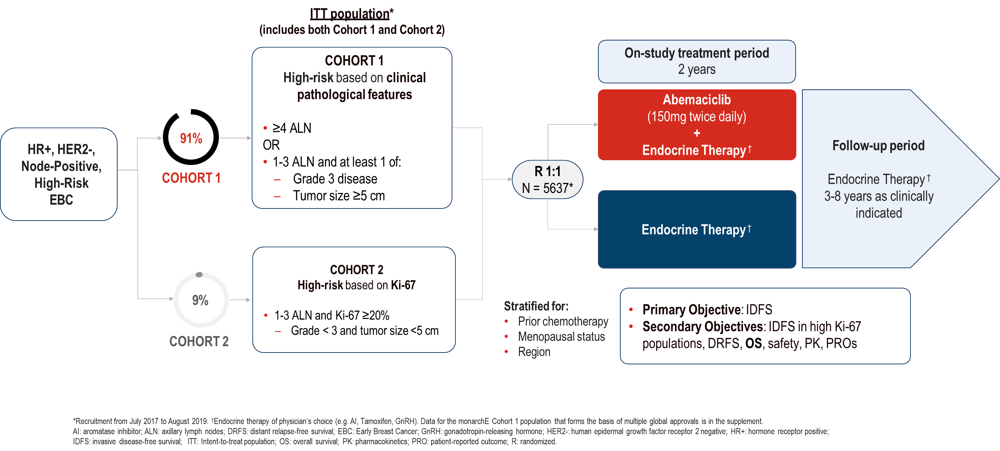 ITT population*
(includes both Cohort 1 and Cohort 2)
HR+, HER2-,
Node-Positive,
High-Risk
EBC
91%
COHORT 1
9%
COHORT 2
COHORT 1
High-risk based on clinical
pathological features
• ≥4 ALN
OR
• 1-3 ALN and at least 1 of:
– Grade 3 disease
– Tumor size ≥5 cm
COHORT 2
High-risk based on Ki-67
• 1-3 ALN and Ki-67 ≥20%
– Grade < 3 and tumor size <5 cm
R 1:1
N = 5637*
Stratified for:
• Prior chemotherapy
• Menopausal status
• Region
On-study treatment period
2 years
Abemaciclib
(150mg twice daily)
+
Endocrine Therapy†
Endocrine Therapy†
Follow-up period
Endocrine Therapy†
3-8 years as clinically
indicated
• Primary Objective: IDFS
• Secondary Objectives: IDFS in high Ki-67
populations, DRFS, OS, safety, PK, PROs
*Recruitment from July 2017 to August 2019. †Endocrine therapy of physician’s choice (e.g. AI, Tamoxifen, GnRH). Data for the monarchE Cohort 1 population that forms the basis of multiple global approvals is in the supplement.
AI: aromatase inhibitor; ALN: axillary lymph nodes; DRFS: distant relapse-free survival; EBC: Early Breast Cancer; GnRH: gonadotropin-releasing hormone; HER2-: human epidermal growth factor receptor 2 negative; HR+: hormone receptor positive;
IDFS: invasive disease-free survival; ITT: Intent-to-treat population; OS: overall survival; PK: pharmacokinetics; PRO: patient-reported outcome; R: randomized.